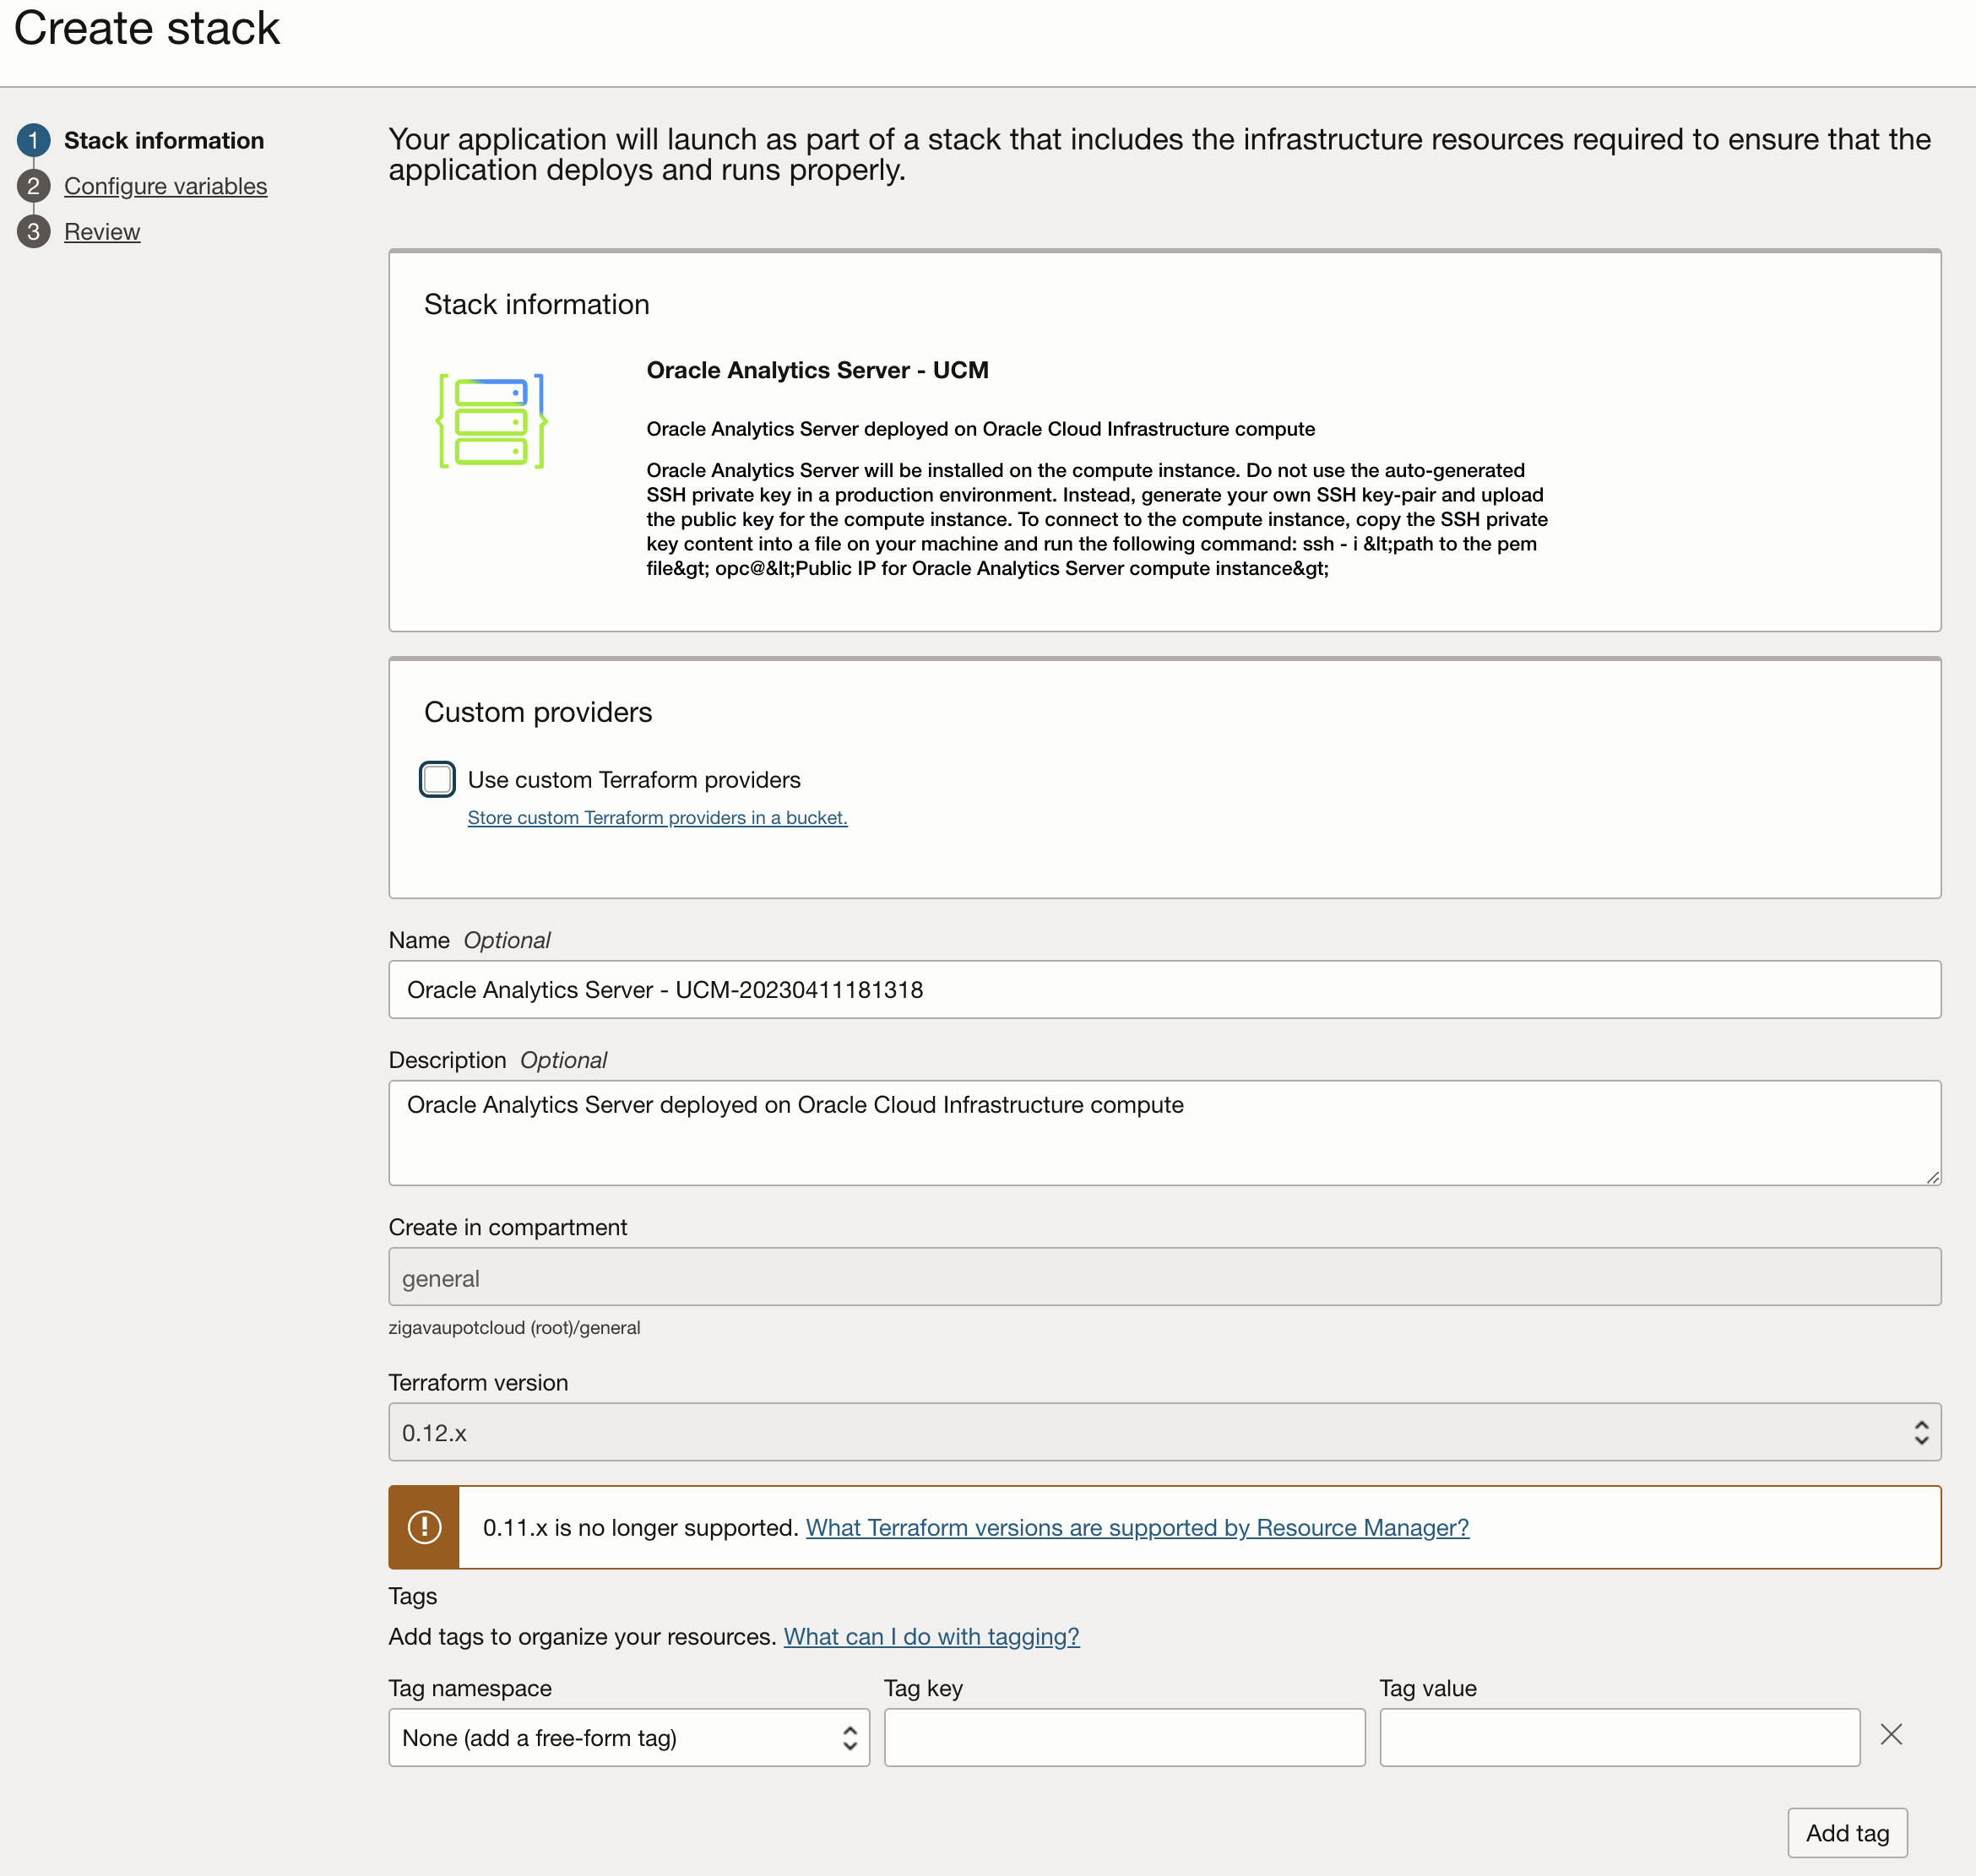 Create stack
1 Stack information
2 Configure variables
3 Review
Your application will launch as part of a stack that includes the infrastructure resources required to ensure that the
application deploys and runs properly.
Stack information
Oracle Analytics Server - UCM
Oracle Analytics Server deployed on Oracle Cloud Infrastructure compute
Oracle Analytics Server will be installed on the compute instance. Do not use the auto-generated
SSH private key in a production environment. Instead, generate your own SSH key-pair and upload
the public key for the compute instance. To connect to the compute instance, copy the SSH private
key content into a file on your machine and run the following command: ssh - i &lt;path to the pem
file&gt; opc@&lt;Public IP for Oracle Analytics Server compute instance&gt;
Custom providers
Use custom Terraform providers
Store custom Terraform providers in a bucket.
Name Optional
Oracle Analytics Server - UCM-20230411181318
Description Optional
Oracle Analytics Server deployed on Oracle Cloud Infrastructure compute
Create in compartment
general
zigavaupotcloud (root)/general
Terraform version
0.12.x
0.11.x is no longer supported. What Terraform versions are supported by Resource Manager?
Tags
Add tags to organize your resources. What can I do with tagging?
Tag namespace Tag key Tag value
None (add a free-form tag)
Add tag